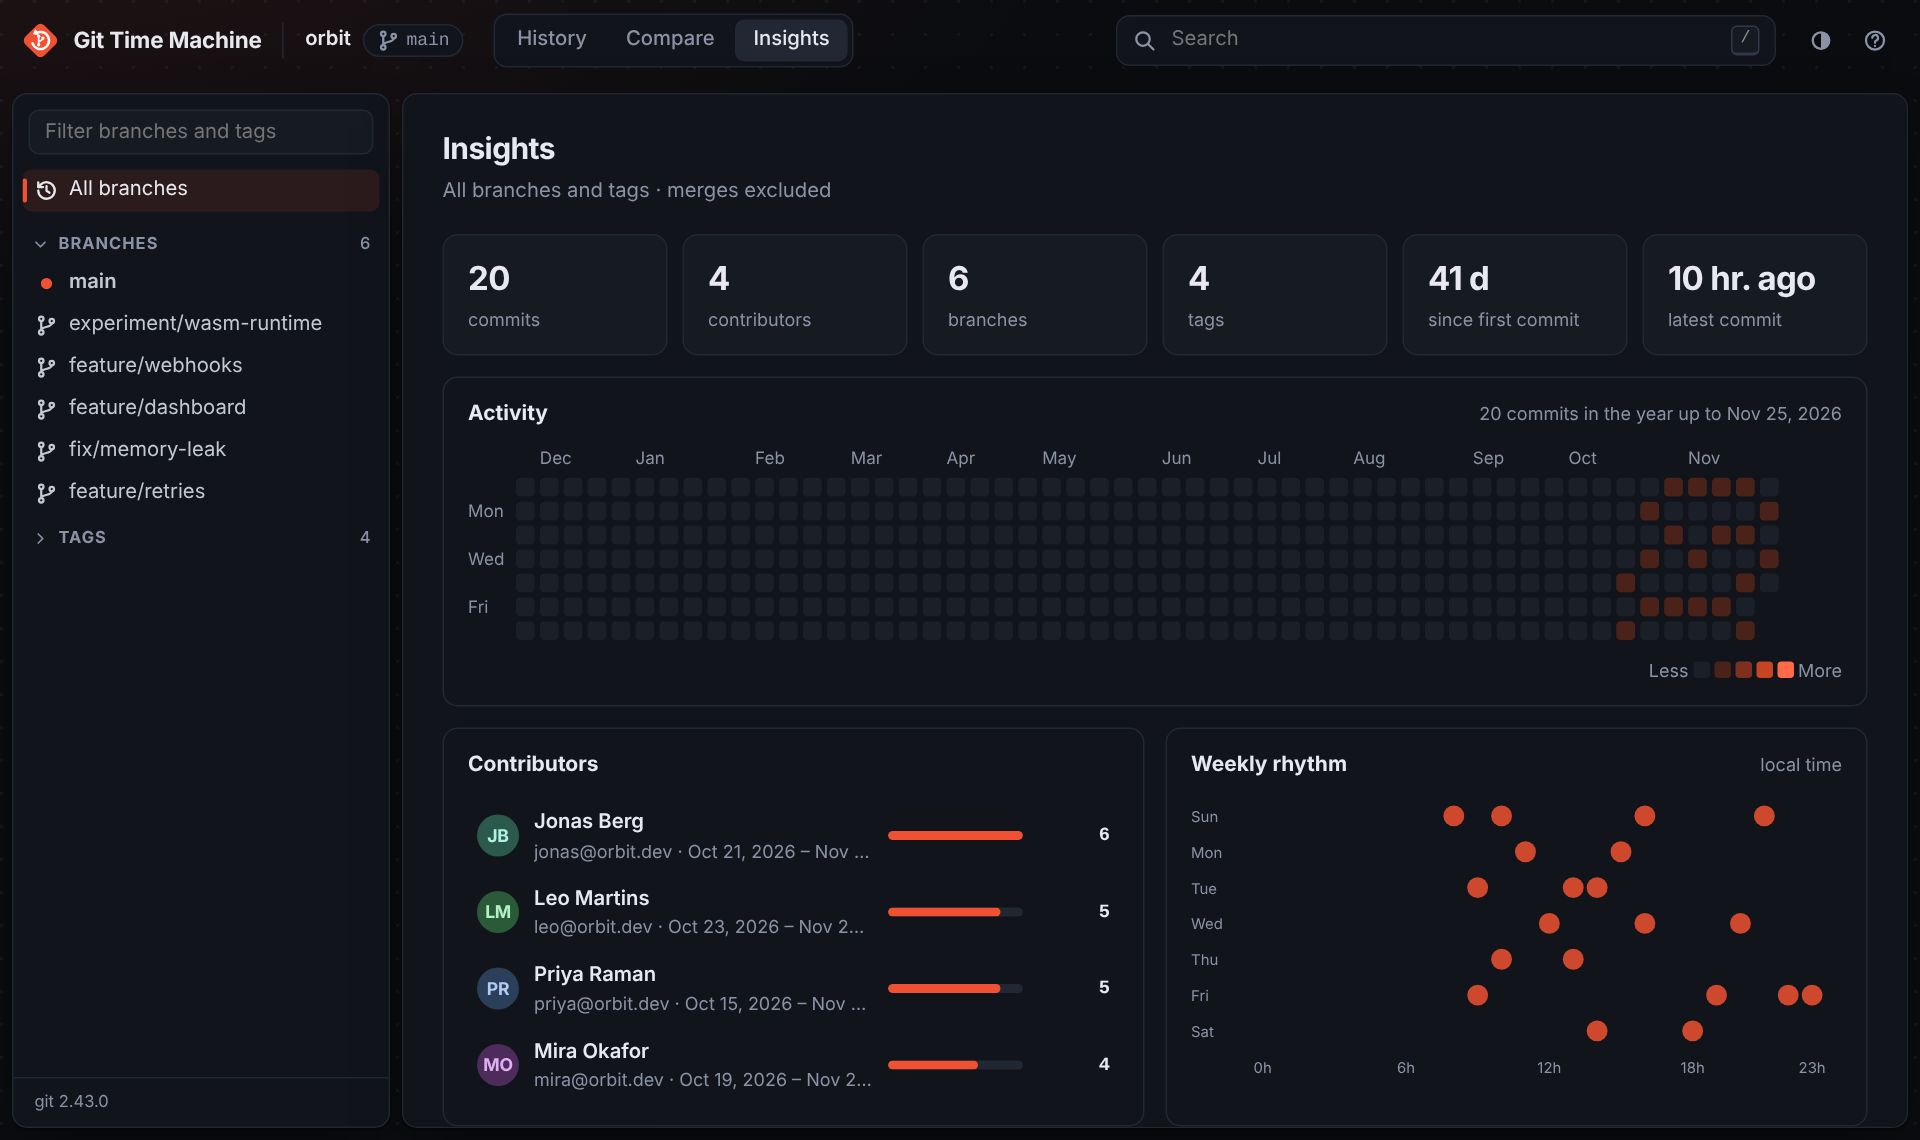 Git Time Machine
orbit
main
History
Compare
Insights
Search
/
Filter branches and tags
All branches
BRANCHES 6
main
experiment/wasm-runtime
feature/webhooks
feature/dashboard
fix/memory-leak
feature/retries
TAGS 4
git 2.43.0
Insights
All branches and tags · merges excluded
20
commits
4
contributors
6
branches
4
tags
41 d
since first commit
10 hr. ago
latest commit
Activity
20 commits in the year up to Nov 25, 2026
Dec Jan Feb Mar Apr May Jun Jul Aug Sep Oct Nov
Mon
Wed
Fri
Less More
Contributors
JB
Jonas Berg
jonas@orbit.dev · Oct 21, 2026 – Nov ...
6
LM
Leo Martins
leo@orbit.dev · Oct 23, 2026 – Nov 2...
5
PR
Priya Raman
priya@orbit.dev · Oct 15, 2026 – Nov ...
5
MO
Mira Okafor
mira@orbit.dev · Oct 19, 2026 – Nov 2...
4
Weekly rhythm
local time
Sun
Mon
Tue
Wed
Thu
Fri
Sat
0h 6h 12h 18h 23h